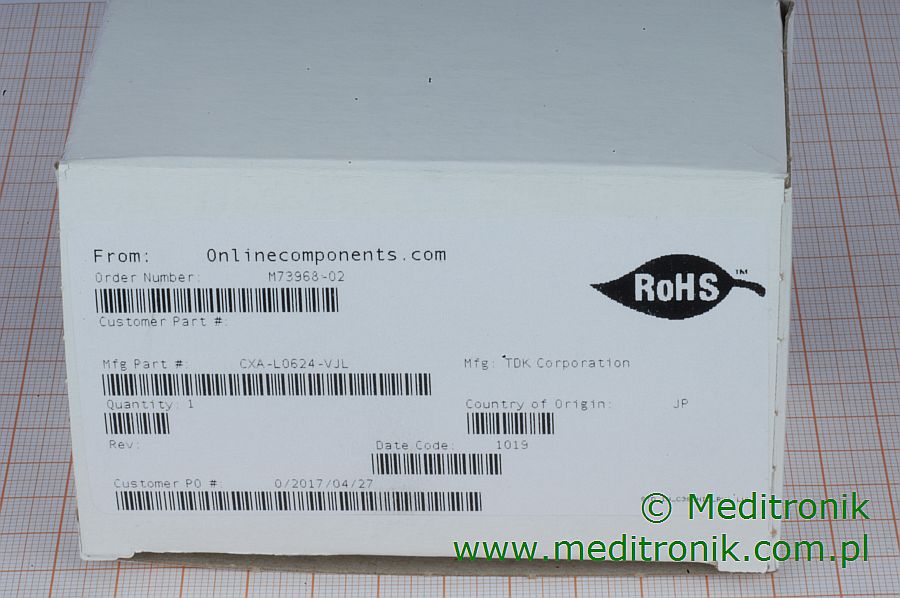 From: Onlinecomponents.com
Order Number: M73968-02
Customer Part #:
RoHS ™
Mfg Part #: CXA-L0624-VJL Mfg: TDK Corporation
Quantity: 1 Country of Origin: JP
Rev: Date Code: 1019
Customer PO #: 0/2017/04/27
© Meditronik
www.meditronik.com.pl